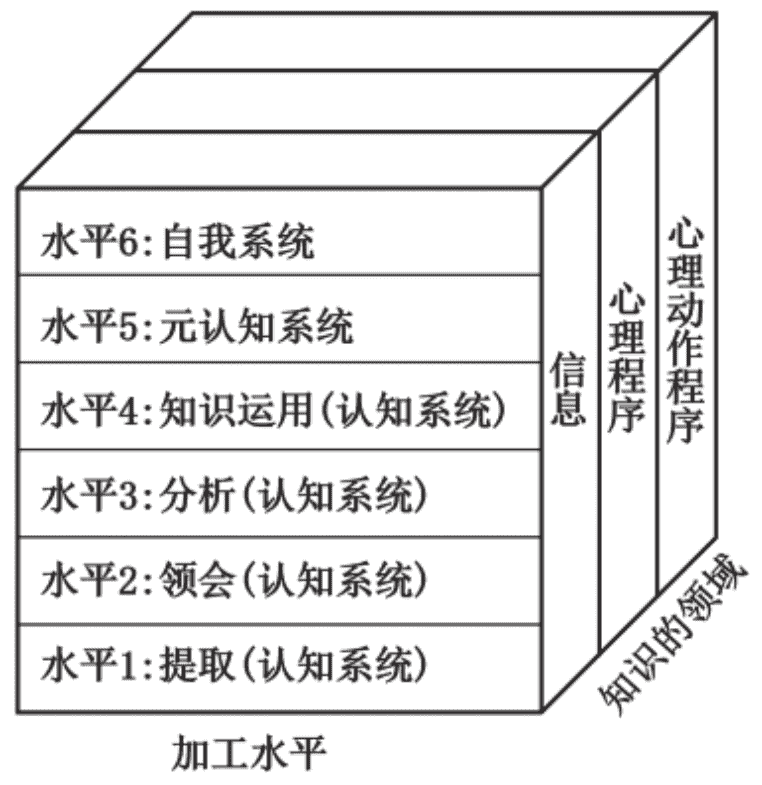 水平6:自我系统
水平5:元认知系统
水平4:知识运用(认知系统)
水平3:分析(认知系统)
水平2:领会(认知系统)
水平1:提取(认知系统)
信息
心理程序
心理动作程序
加工水平
知识的领域